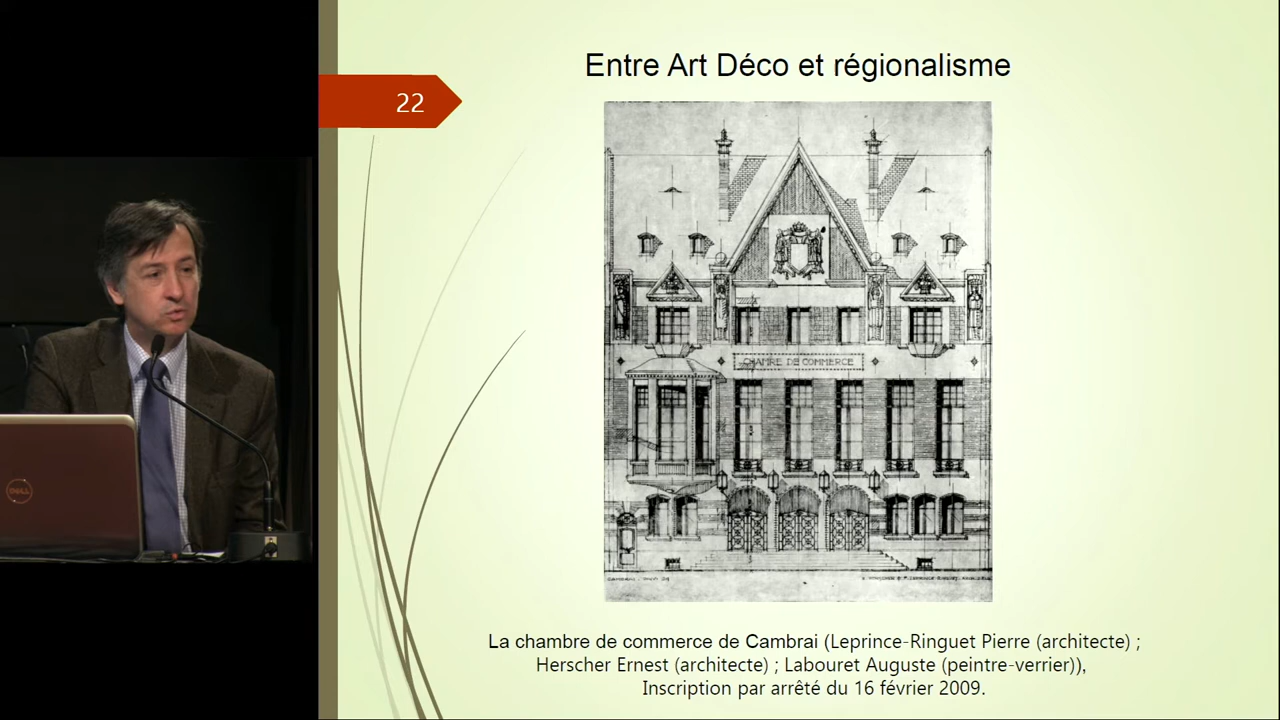 Entre Art Déco et régionalisme
22
CHAMBRE DE COMMERCE
DELL
La chambre de commerce de Cambrai (Leprince-Ringuet Pierre (architecte) ;
Herscher Ernest (architecte) ; Labouret Auguste (peintre-verrier)),
Inscription par arrêté du 16 février 2009.